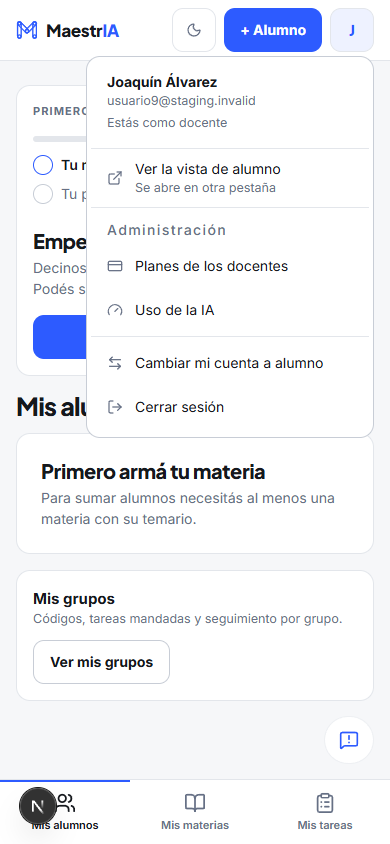 MaestrIA
+ Alumno
J
Joaquín Álvarez
usuario9@staging.invalid
Estás como docente
Ver la vista de alumno
Se abre en otra pestaña
Administración
Planes de los docentes
Uso de la IA
Cambiar mi cuenta a alumno
Cerrar sesión
PRIMERO
Tu
Tu
Decinos
Podés
Mis
Primero armá tu materia
Para sumar alumnos necesitás al menos una
materia con su temario.
Mis grupos
Códigos, tareas mandadas y seguimiento por grupo.
Ver mis grupos
N
Mis alumnos
Mis materias
Mis tareas